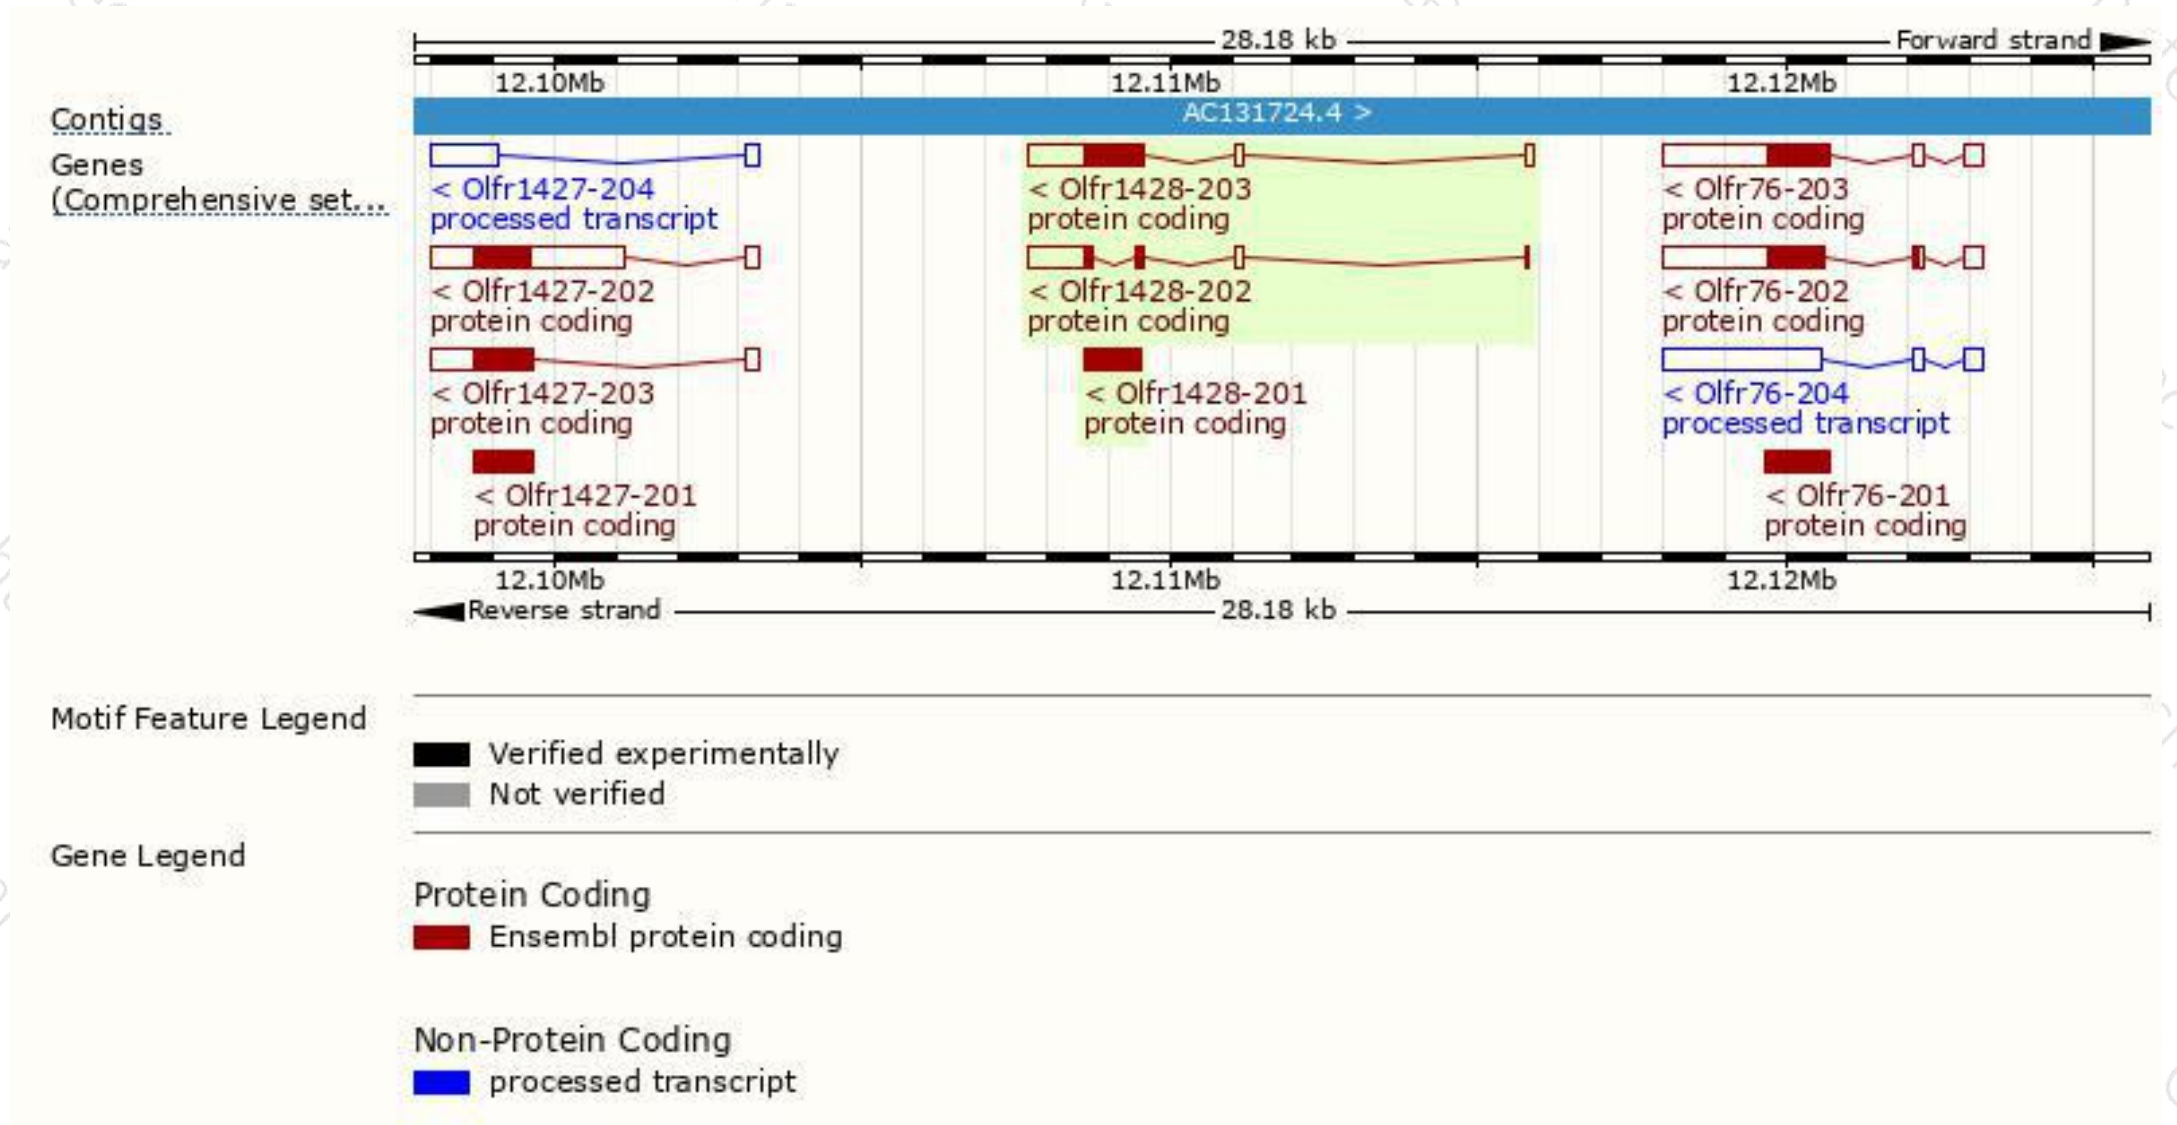 28.18 kb
Forward strand
12.10Mb 12.11Mb 12.12Mb
Contigs
AC131724.4 >
Genes
(Comprehensive set...
< Olfr1427-204
processed transcript
< Olfr1428-203
protein coding
< Olfr76-203
protein coding
< Olfr1427-202
protein coding
< Olfr1428-202
protein coding
< Olfr76-202
protein coding
< Olfr1427-203
protein coding
< Olfr1428-201
protein coding
< Olfr76-204
processed transcript
< Olfr1427-201
protein coding
< Olfr76-201
protein coding
12.10Mb 12.11Mb 12.12Mb
Reverse strand
28.18 kb
Motif Feature Legend
Verified experimentally
Not verified
Gene Legend
Protein Coding
Ensembl protein coding
Non-Protein Coding
processed transcript